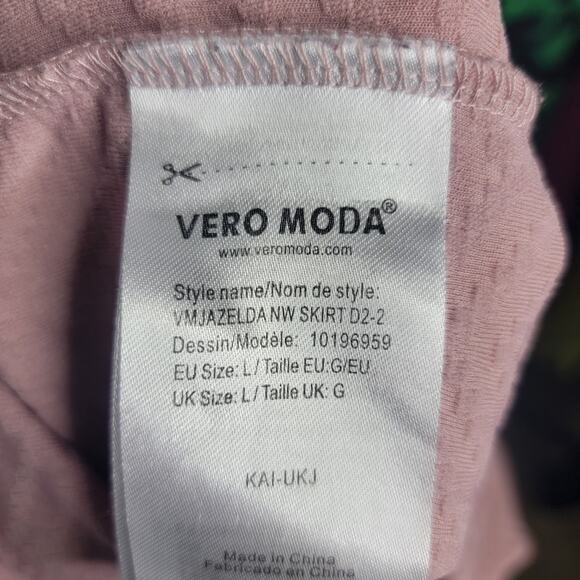 VERO MODA®
www.veromoda.com
Style name/Nom de style:
VMJAZELDA NW SKIRT D2-2
Dessin/Modèle: 10196959
EU Size: L / Taille EU:G/EU
UK Size: L / Taille UK: G
KAI-UKJ
Made in China
Fabricado en China